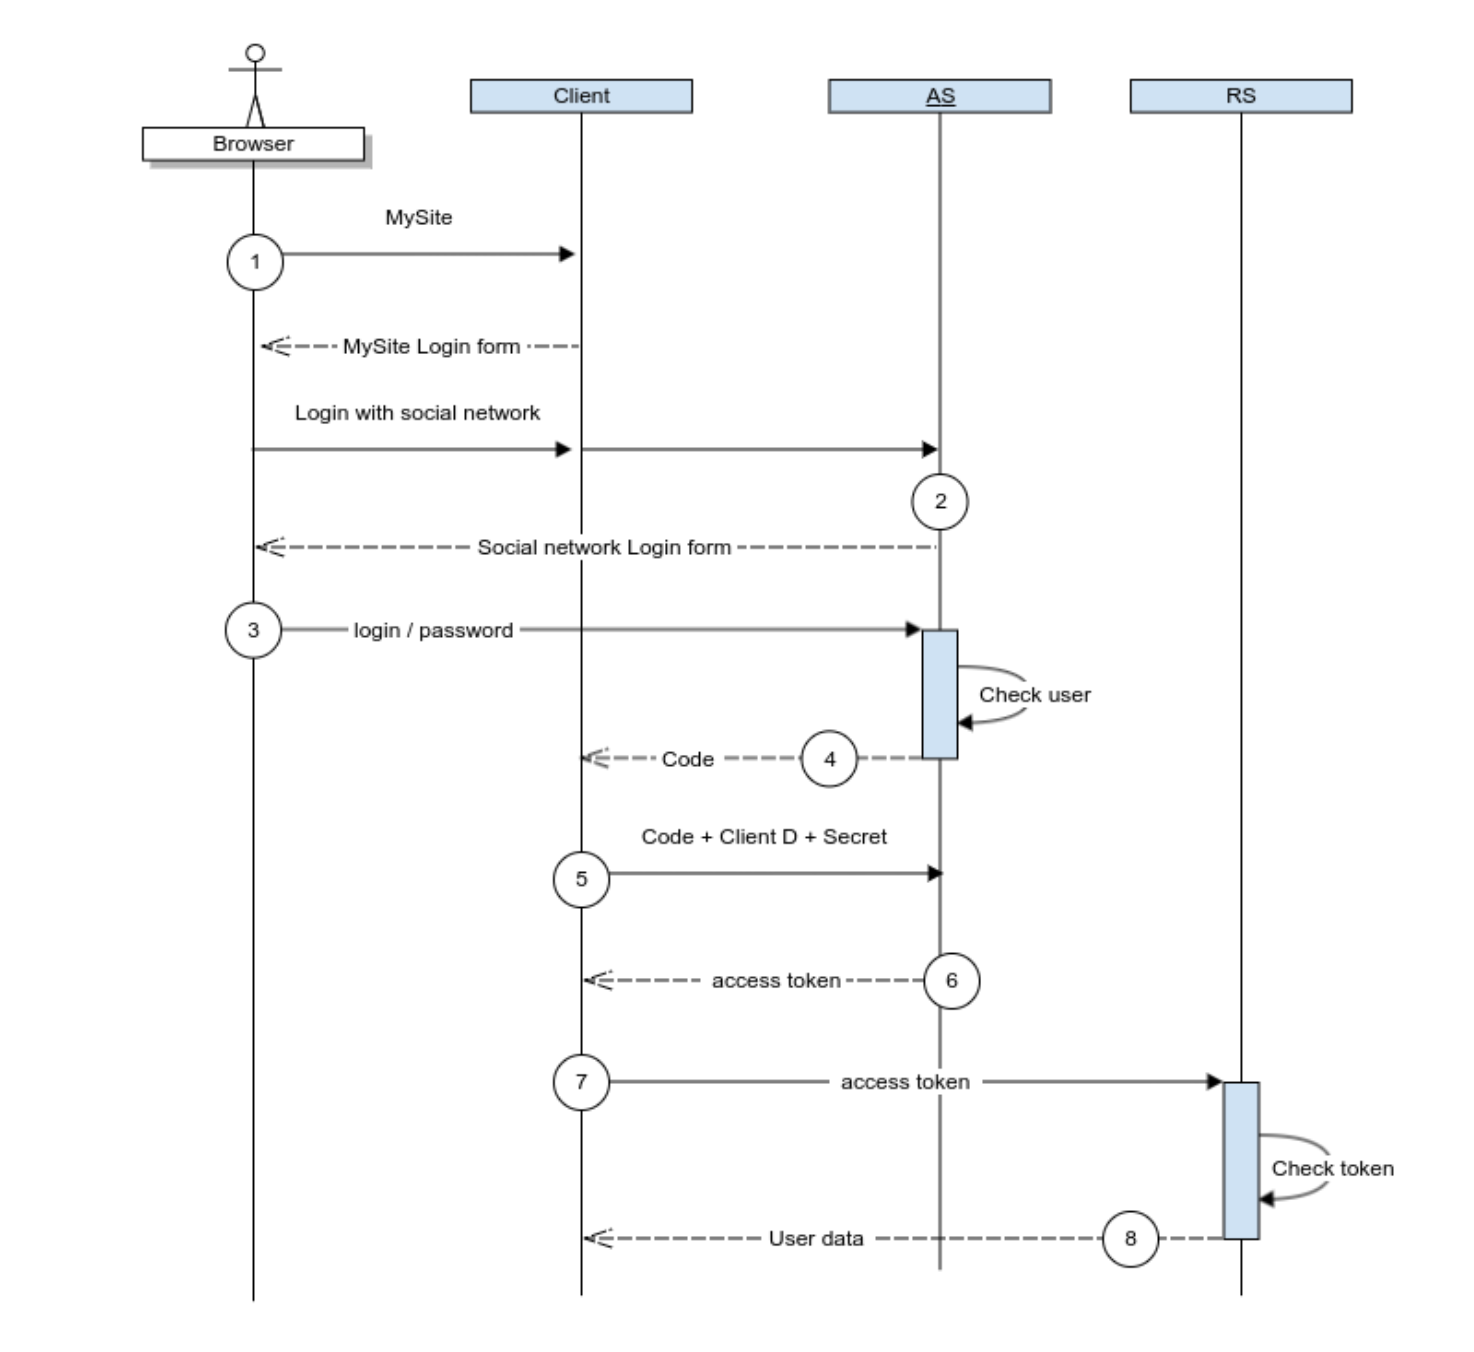 Client
AS
RS
Browser
MySite
1
MySite Login form
Login with social network
2
Social network Login form
3
login / password
Check user
Code
4
Code + Client D + Secret
5
access token
6
7
access token
Check token
User data
8